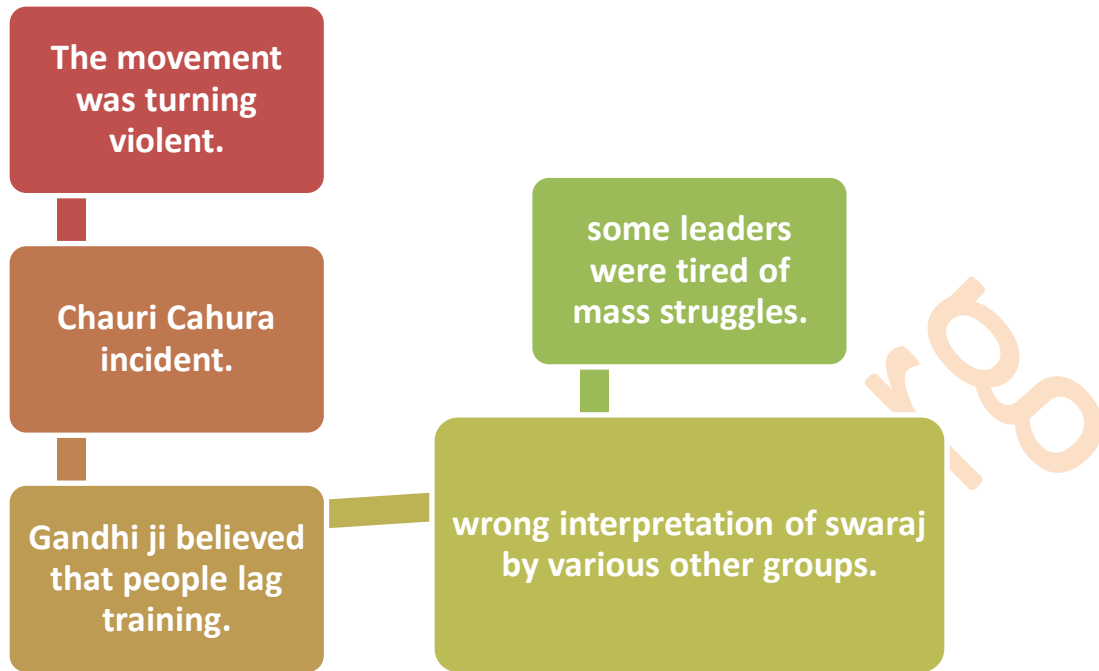 The movement
was turning
violent.
Chauri Cahura
incident.
Gandhi ji believed
that people lag
training.
wrong interpretation of swaraj
by various other groups.
some leaders
were tired of
mass struggles.
rg